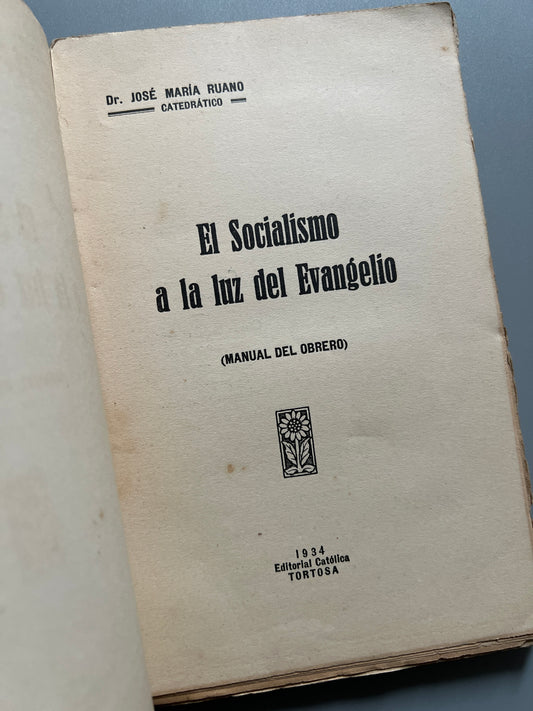 Dr. JOSÉ MARÍA RUANO
CATEDRÁTICO
El Socialismo
a la luz del Evangelio
(MANUAL DEL OBRERO)
1934
Editorial Católica
TORTOSA